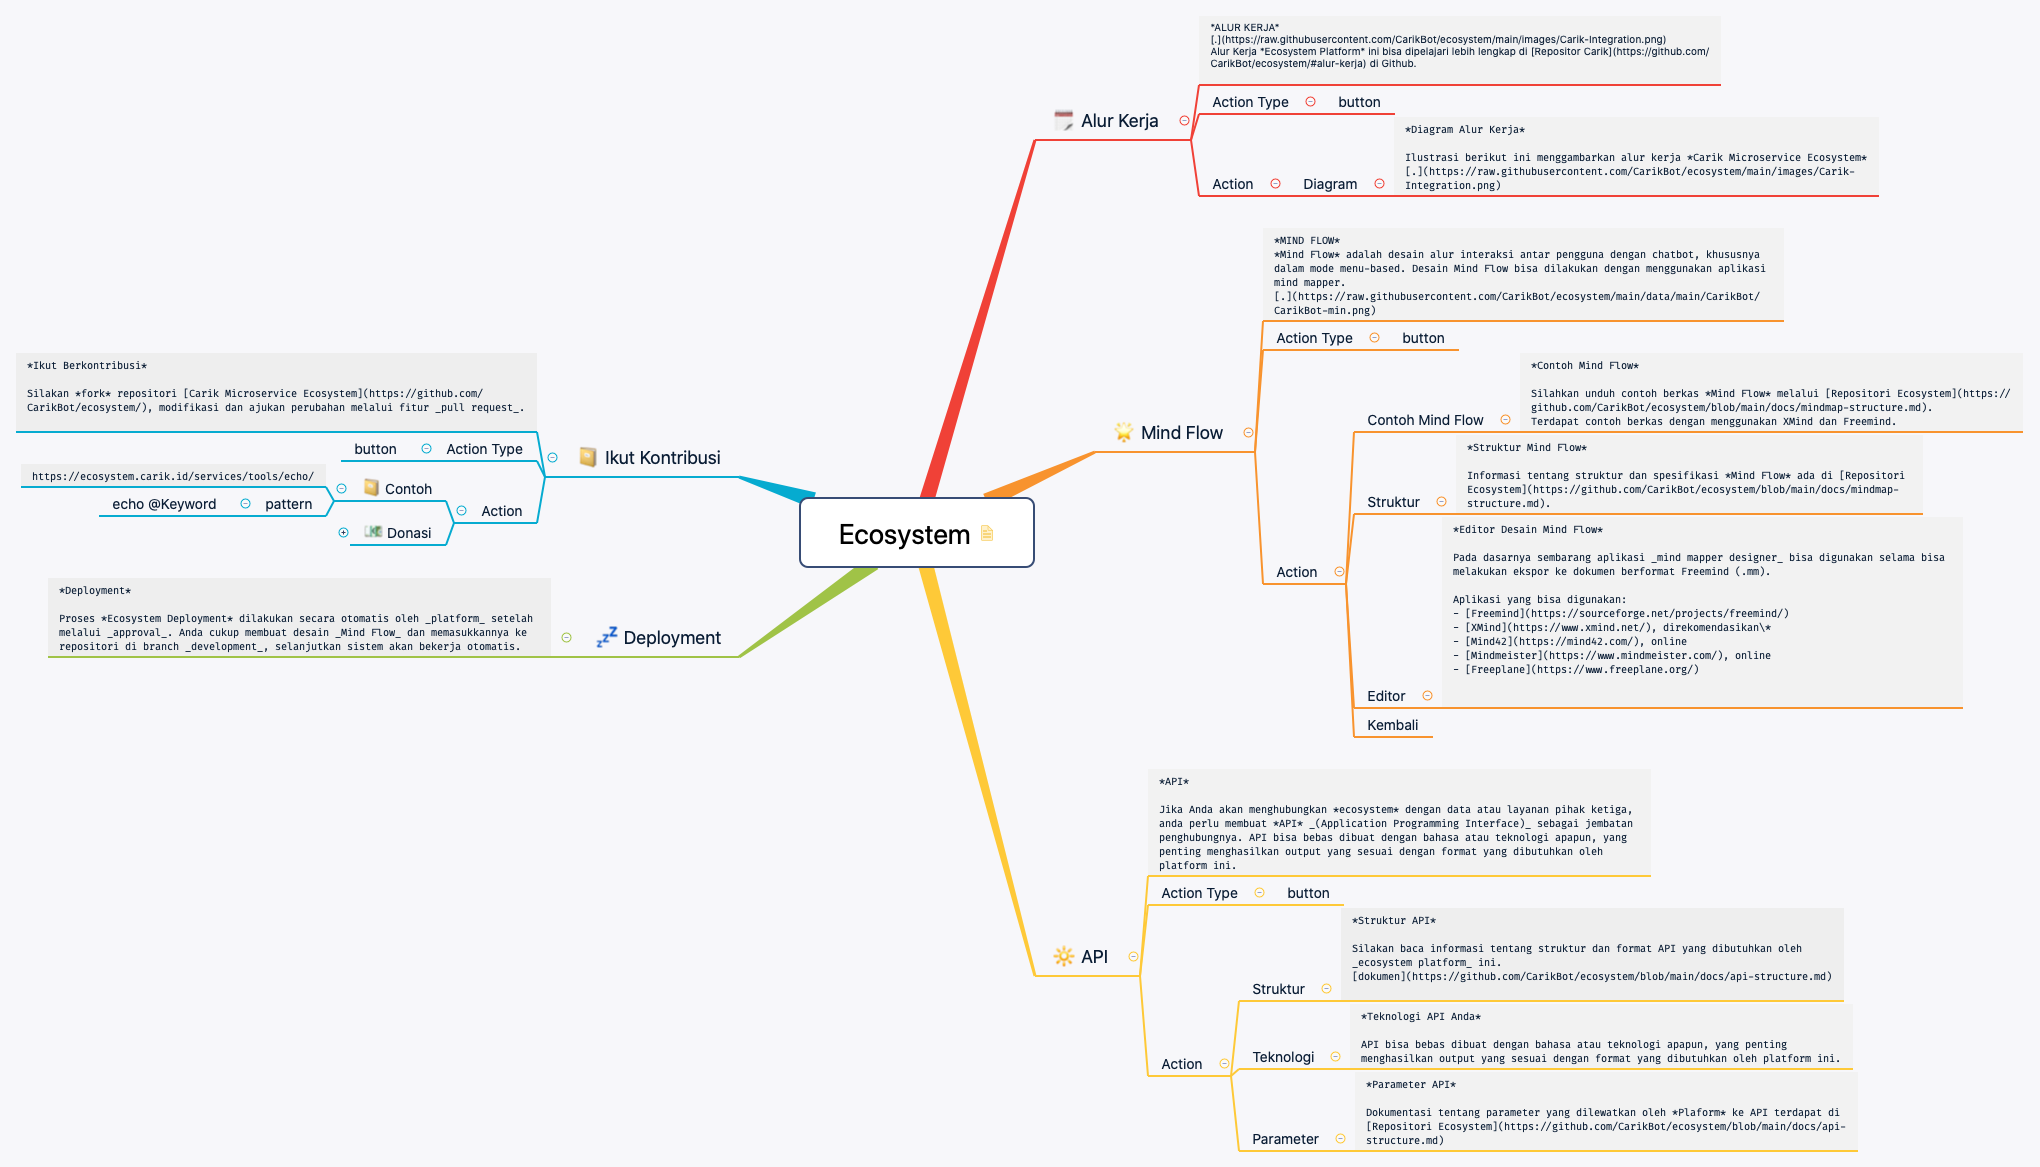 Ecosystem
Alur Kerja
*ALUR KERJA*
[.](https://raw.githubusercontent.com/CarikBot/ecosystem/main/images/Carik-Integration.png)
Alur Kerja *Ecosystem Platform* ini bisa dipelajari lebih lengkap di [Repositor Carik](https://github.com/
CarikBot/ecosystem/#alur-kerja) di Github.
Action Type
button
Action
Diagram
*Diagram Alur Kerja*
Ilustrasi berikut ini menggambarkan alur kerja *Carik Microservice Ecosystem*
[.](https://raw.githubusercontent.com/CarikBot/ecosystem/main/images/Carik-
Integration.png)
Mind Flow
*MIND FLOW*
*Mind Flow* adalah desain alur interaksi antar pengguna dengan chatbot, khususnya
dalam mode menu-based. Desain Mind Flow bisa dilakukan dengan menggunakan aplikasi
mind mapper.
[.](https://raw.githubusercontent.com/CarikBot/ecosystem/main/data/main/CarikBot/
CarikBot-min.png)
Action Type
button
Action
Contoh Mind Flow
*Contoh Mind Flow*
Silahkan unduh contoh berkas *Mind Flow* melalui [Repositori Ecosystem](https://
github.com/CarikBot/ecosystem/blob/main/docs/mindmap-structure.md).
Terdapat contoh berkas dengan menggunakan XMind dan Freemind.
Struktur
*Struktur Mind Flow*
Informasi tentang struktur dan spesifikasi *Mind Flow* ada di [Repositori
Ecosystem](https://github.com/CarikBot/ecosystem/blob/main/docs/mindmap-
structure.md).
Editor
*Editor Desain Mind Flow*
Pada dasarnya sembarang aplikasi _mind mapper designer_ bisa digunakan selama bisa
melakukan ekspor ke dokumen berformat Freemind (.mm).
Aplikasi yang bisa digunakan:
- [Freemind](https://sourceforge.net/projects/freemind/)
- [XMind](https://www.xmind.net/), direkomendasikan\*
- [Mind42](https://mind42.com/), online
- [Mindmeister](https://www.mindmeister.com/), online
- [Freeplane](https://www.freeplane.org/)
Kembali
API
*API*
Jika Anda akan menghubungkan *ecosystem* dengan data atau layanan pihak ketiga,
anda perlu membuat *API* _(Application Programming Interface)_ sebagai jembatan
penghubungnya. API bisa bebas dibuat dengan bahasa atau teknologi apapun, yang
penting menghasilkan output yang sesuai dengan format yang dibutuhkan oleh
platform ini.
Action Type
button
Action
Struktur
*Struktur API*
Silakan baca informasi tentang struktur dan format API yang dibutuhkan oleh
_ecosystem platform_ ini.
[dokumen](https://github.com/CarikBot/ecosystem/blob/main/docs/api-structure.md)
Teknologi
*Teknologi API Anda*
API bisa bebas dibuat dengan bahasa atau teknologi apapun, yang penting
menghasilkan output yang sesuai dengan format yang dibutuhkan oleh platform ini.
Parameter
*Parameter API*
Dokumentasi tentang parameter yang dilewatkan oleh *Plaform* ke API terdapat di
[Repositori Ecosystem](https://github.com/CarikBot/ecosystem/blob/main/docs/api-
structure.md)
Ikut Kontribusi
*Ikut Berkontribusi*
Silakan *fork* repositori [Carik Microservice Ecosystem](https://github.com/
CarikBot/ecosystem/), modifikasi dan ajukan perubahan melalui fitur _pull request_.
button
Action Type
https://ecosystem.carik.id/services/tools/echo/
Contoh
echo @Keyword
pattern
Action
Donasi
Deployment
*Deployment*
Proses *Ecosystem Deployment* dilakukan secara otomatis oleh _platform_ setelah
melalui _approval_. Anda cukup membuat desain _Mind Flow_ dan memasukkannya ke
repositori di branch _development_, selanjutkan sistem akan bekerja otomatis.